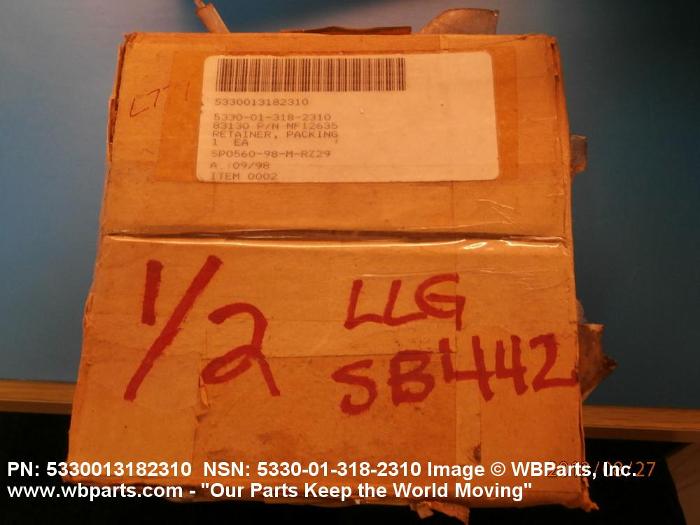 5330013182310
5330-01-318-2310
83130 P/N NF12635
RETAINER, PACKING
1 EA
SP0560-98-M-RZ29
A 09/98
ITEM 0002
1/2
LLG
SB442
PN: 5330013182310 NSN: 5330-01-318-2310 Image © WBParts, Inc.
www.wbparts.com - "Our Parts Keep the World Moving"